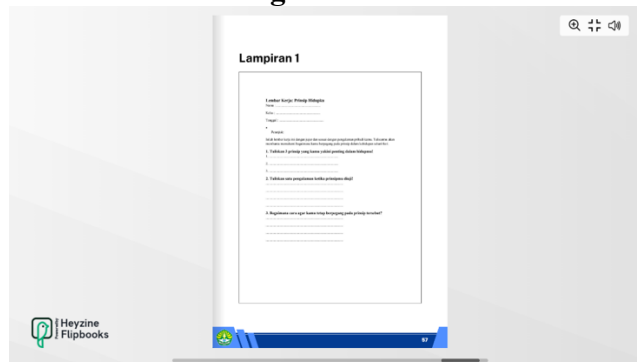 Lampiran 1
Lembar Kerja: Prinsip Hidupku
Nama : ..............................
Kelas : ..............................
Tanggal : ..............................
Petunjuk :
1. Tuliskan 3 prinsip yang kamu yakini penting dalam hidupmu!
1. ..............................
2. ..............................
3. ..............................
2. Tuliskan satu pengalaman ketika prinsipmu diuji!
3. Bagaimana cara agar kamu tetap berpegang pada prinsip tersebut?
Heyzine
Flipbooks
97